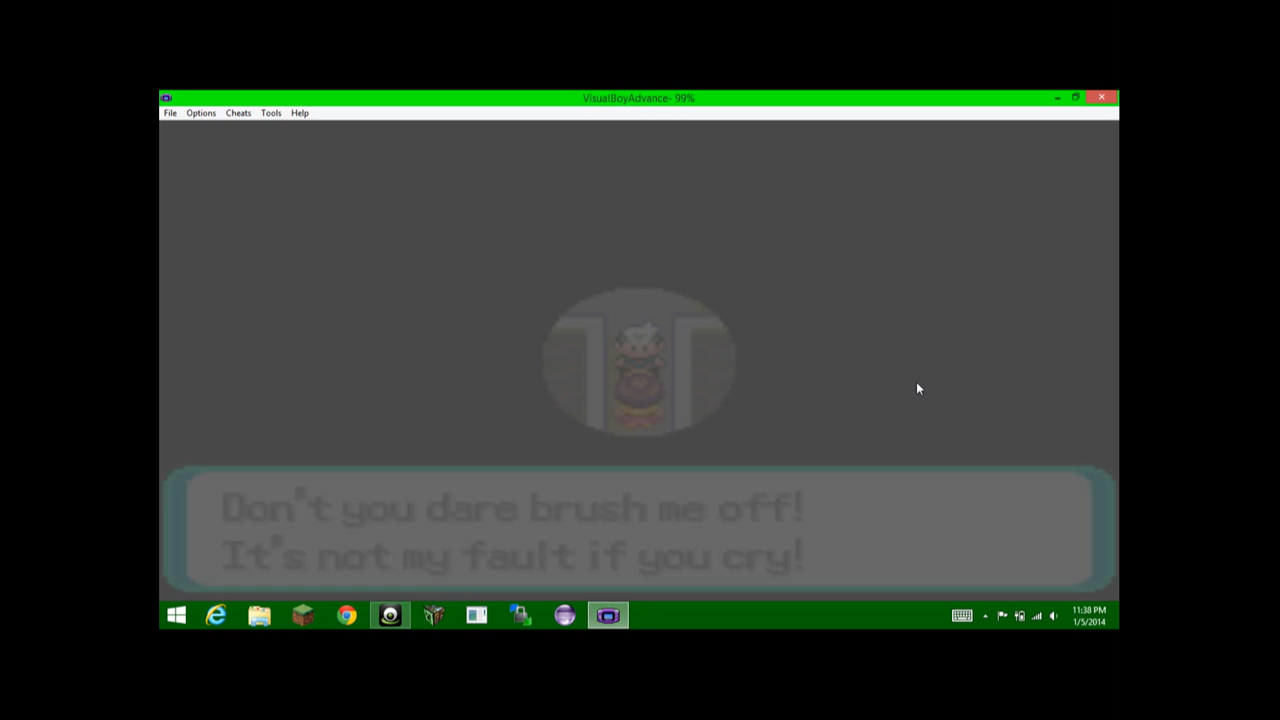 VisualBoyAdvance- 99%
File Options Cheats Tools Help
Don't you dare brush me off!
It's not my fault if you cry!
11:38 PM
1/5/2014